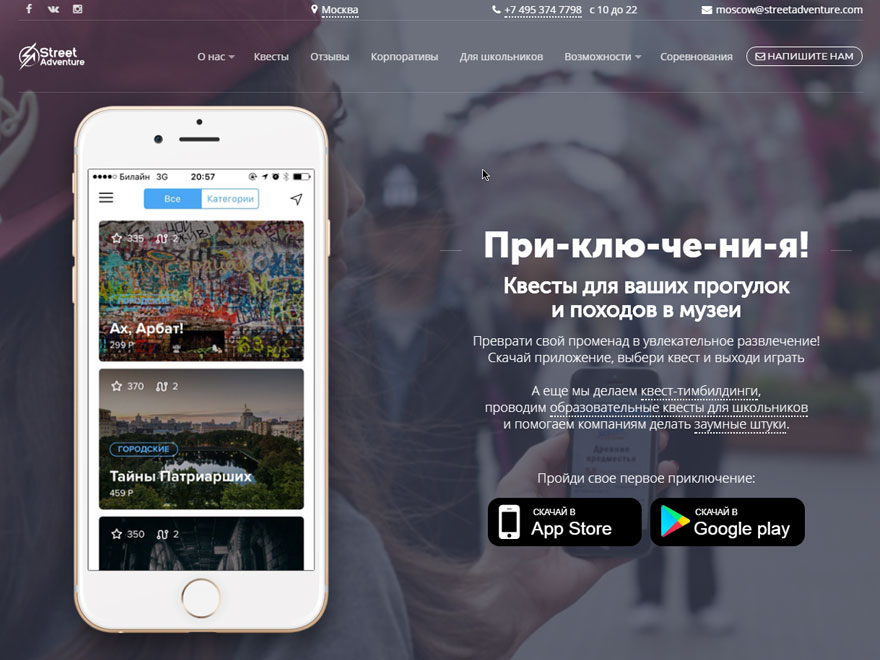 Москва
+7 495 374 7798 с 10 до 22
moscow@streetadventure.com
Street
Adventure
О нас
Квесты
Отзывы
Корпоративы
Для школьников
Возможности
Соревнования
НАПИШИТЕ НАМ
Билайн 3G 20:57
Все
Категории
335 2
ГОРОДСКИЕ
Ах, Арбат!
299 Р
370 2
ГОРОДСКИЕ
Тайны Патриарших
459 Р
350 2
При-клю-че-ни-я!
Квесты для ваших прогулок
и походов в музеи
Преврати свой променад в увлекательное развлечение!
Скачай приложение, выбери квест и выходи играть
А еще мы делаем квест-тимбилдинги,
проводим образовательные квесты для школьников
и помогаем компаниям делать заумные штуки.
Древние
предместья
Пройди свое первое приключение:
СКАЧАЙ В
App Store
СКАЧАЙ В
Google play